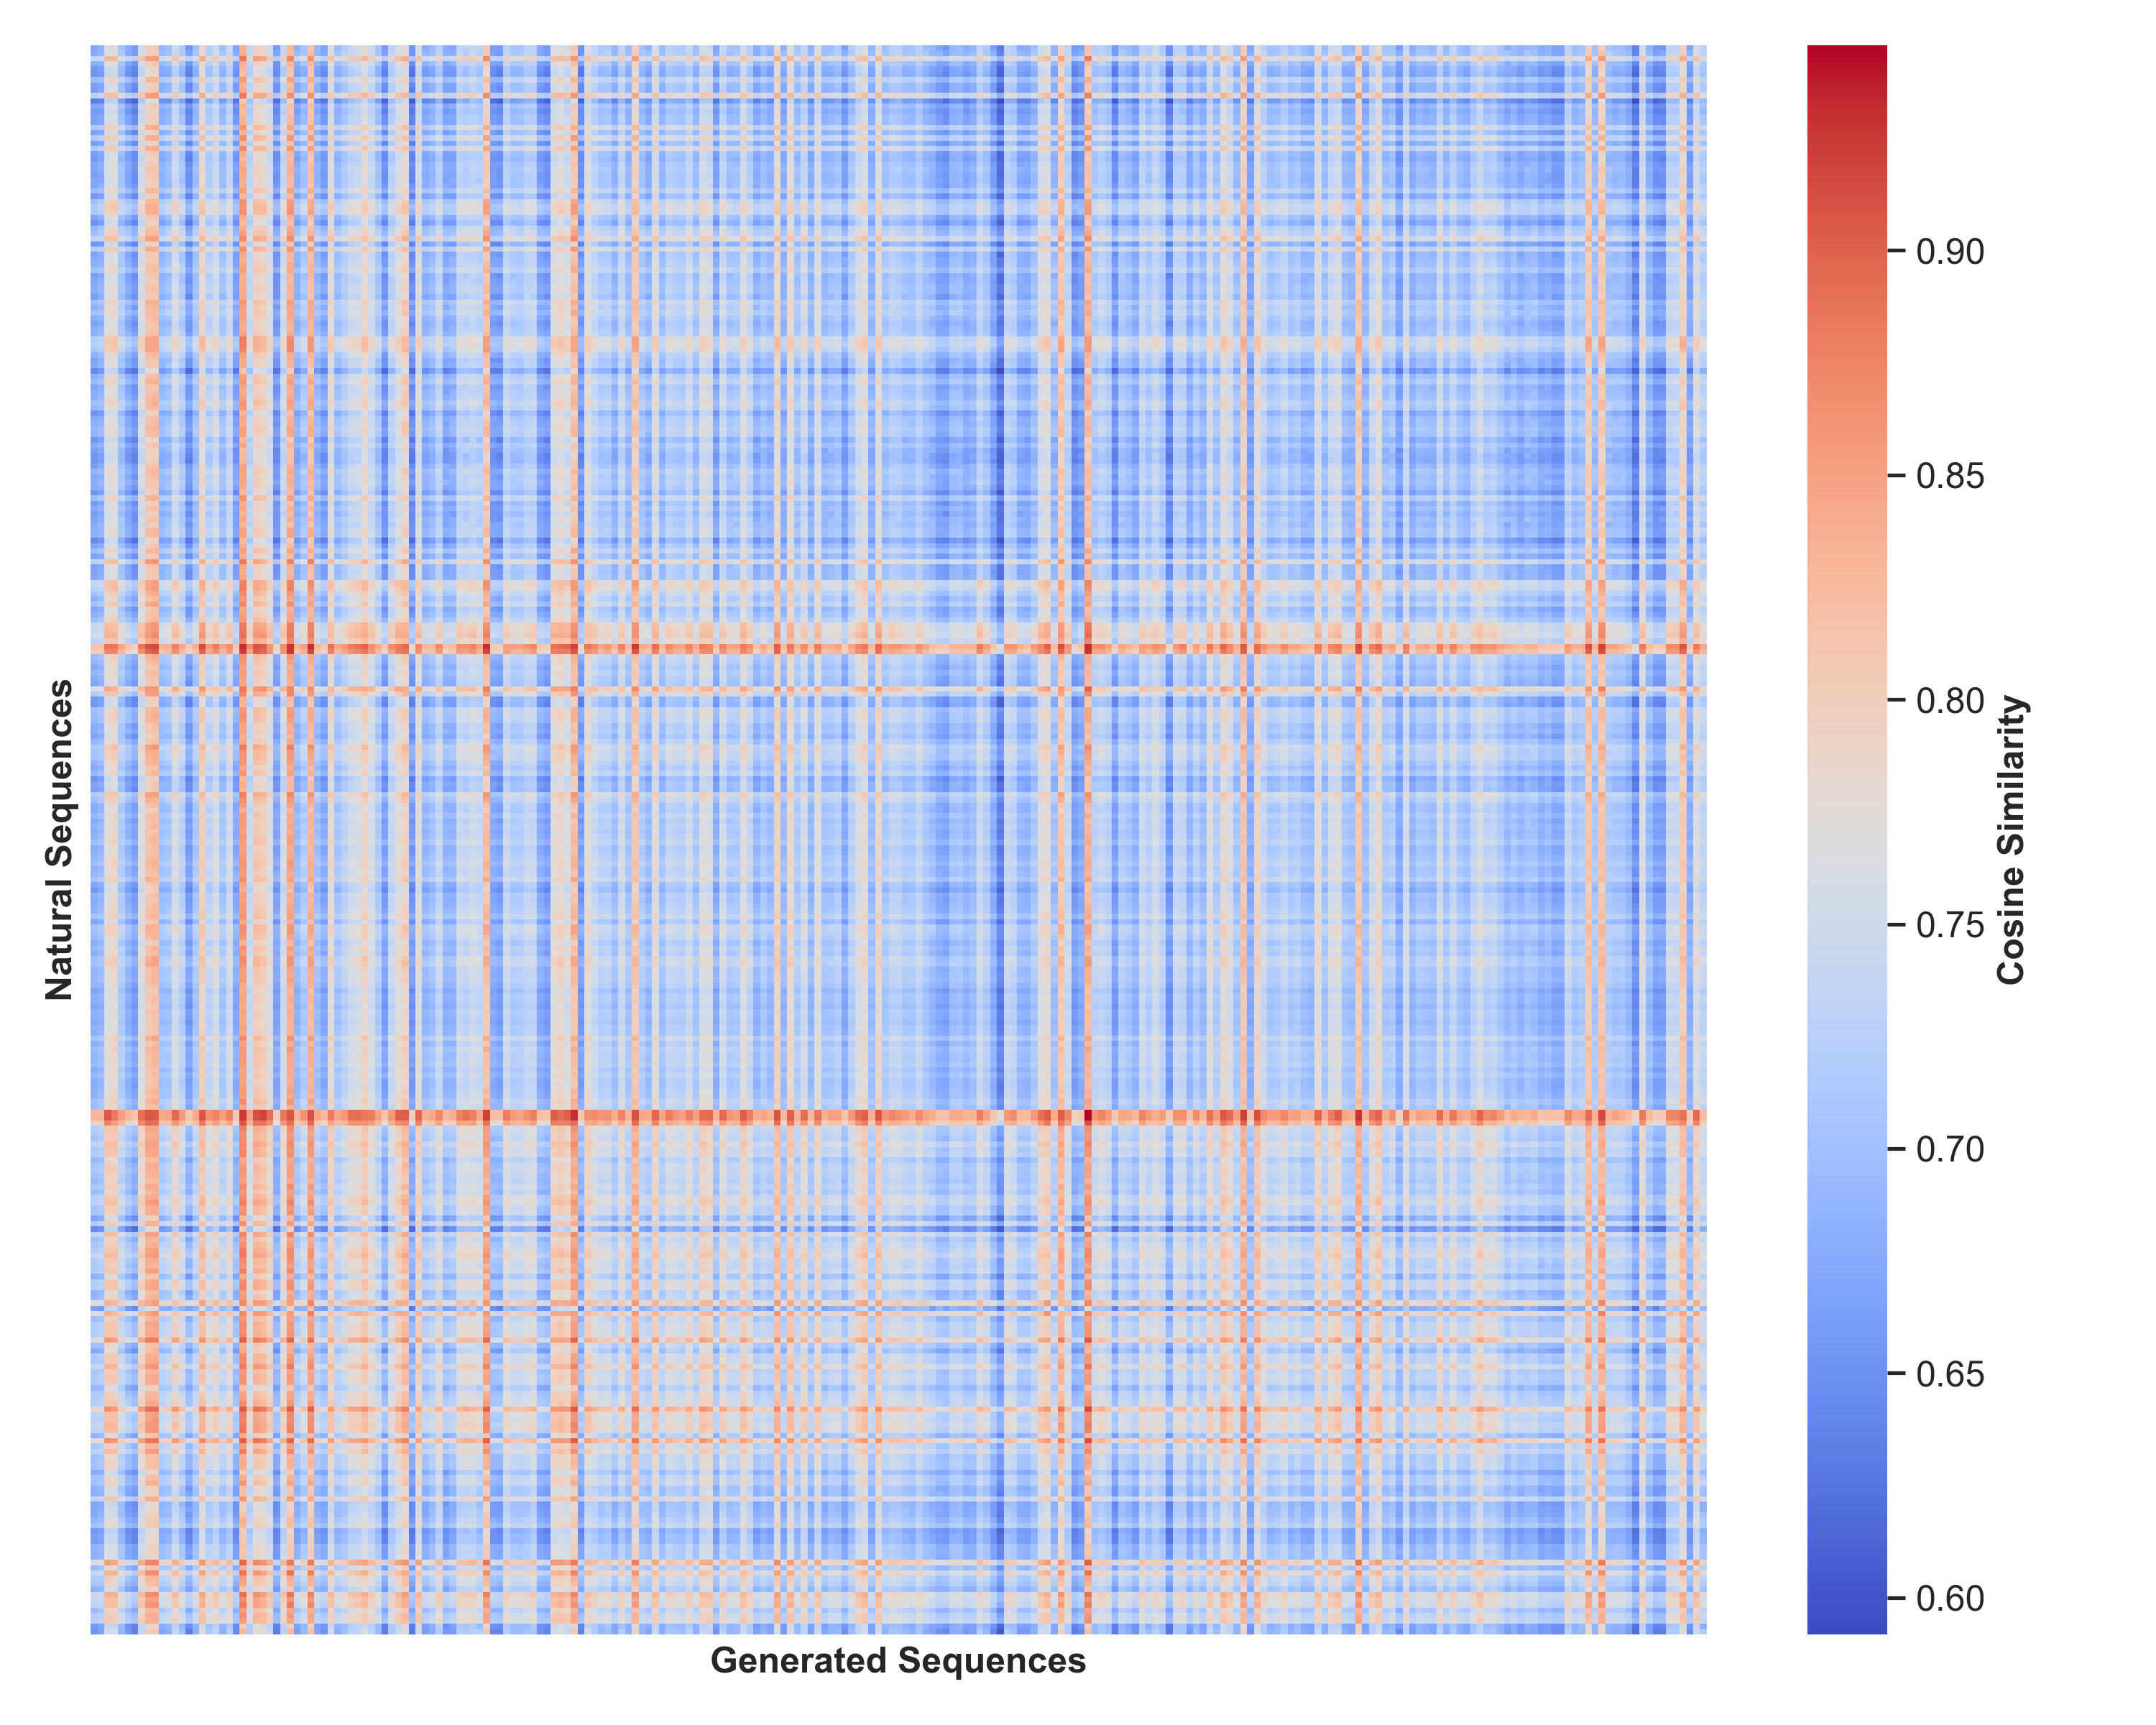 Natural Sequences
Generated Sequences
0.90
0.85
0.80
0.75
0.70
0.65
0.60
Cosine Similarity